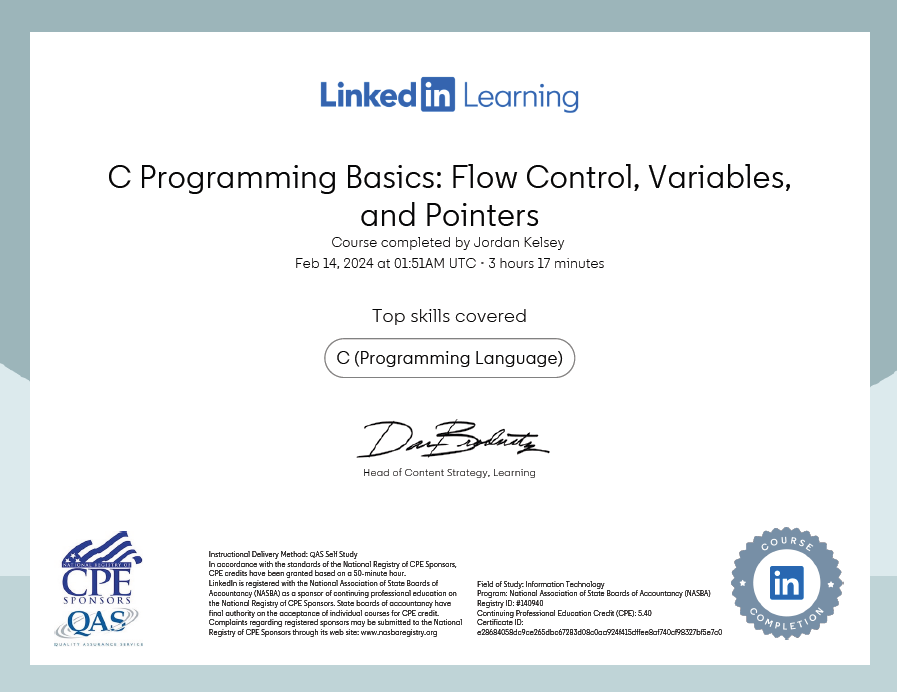 Linked in Learning
C Programming Basics: Flow Control, Variables,
and Pointers
Course completed by Jordan Kelsey
Feb 14, 2024 at 01:51AM UTC • 3 hours 17 minutes
Top skills covered
C (Programming Language)
Head of Content Strategy, Learning
NATIONAL REGISTRY OF
CPE
SPONSORS
QAS
QUALITY ASSURANCE SERVICE
Instructional Delivery Method: QAS Self Study
In accordance with the standards of the National Registry of CPE Sponsors,
CPE credits have been granted based on a 50-minute hour.
LinkedIn is registered with the National Association of State Boards of
Accountancy (NASBA) as a sponsor of continuing professional education on
the National Registry of CPE Sponsors. State boards of accountancy have
final authority on the acceptance of individual courses for CPE credit.
Complaints regarding registered sponsors may be submitted to the National
Registry of CPE Sponsors through its web site: www.nasbaregistry.org
Field of Study: Information Technology
Program: National Association of State Boards of Accountancy (NASBA)
Registry ID: #140940
Continuing Professional Education Credit (CPE): 5.40
Certificate ID:
COURSE
in
COMPLETION